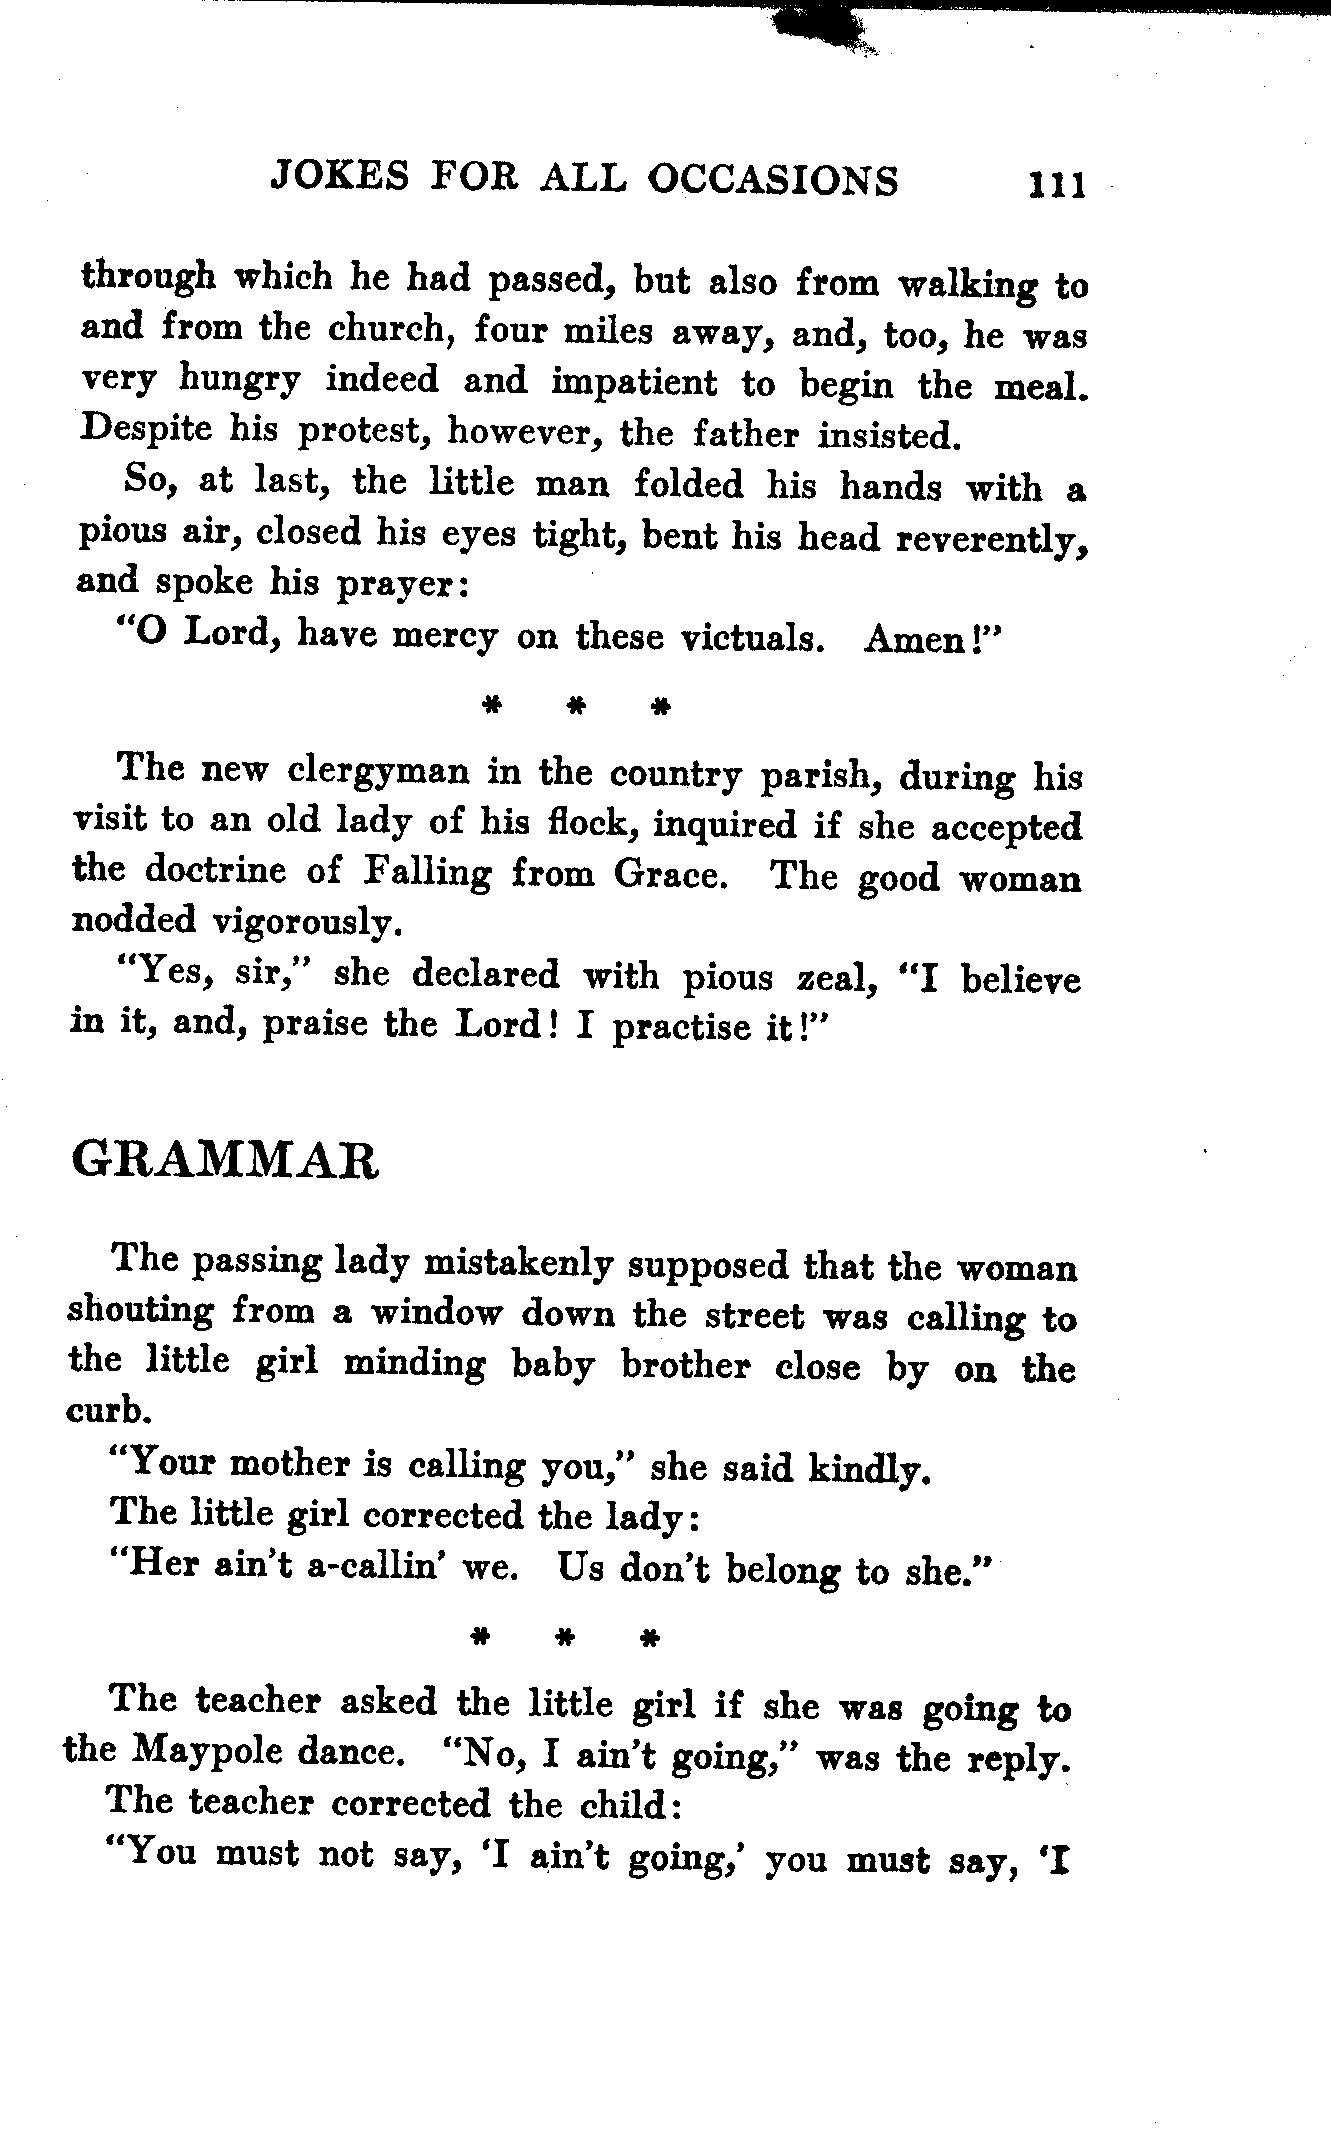 JOKES FOR ALL OCCASIONS 111
through which he had passed, but also from walking to
and from the church, four miles away, and, too, he was
very hungry indeed and impatient to begin the meal.
Despite his protest, however, the father insisted.
So, at last, the little man folded his hands with a
pious air, closed his eyes tight, bent his head reverently,
and spoke his prayer:
"O Lord, have mercy on these victuals. Amen!"
* * *
The new clergyman in the country parish, during his
visit to an old lady of his flock, inquired if she accepted
the doctrine of Falling from Grace. The good woman
nodded vigorously.
"Yes, sir," she declared with pious zeal, "I believe
in it, and, praise the Lord! I practise it!"
GRAMMAR
The passing lady mistakenly supposed that the woman
shouting from a window down the street was calling to
the little girl minding baby brother close by on the
curb.
"Your mother is calling you," she said kindly.
The little girl corrected the lady:
"Her ain't a-callin' we. Us don't belong to she."
* * *
The teacher asked the little girl if she was going to
the Maypole dance. "No, I ain't going," was the reply.
The teacher corrected the child:
"You must not say, 'I ain't going,' you must say, 'I